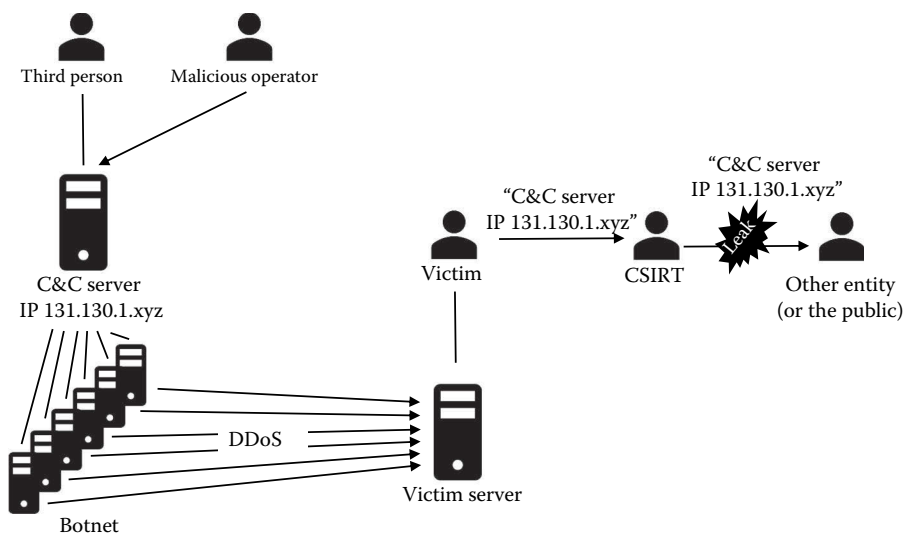 Third person
Malicious operator
C&C server
IP 131.130.1.xyz
Botnet
DDoS
Victim server
Victim
“C&C server
IP 131.130.1.xyz”
CSIRT
“C&C server
IP 131.130.1.xyz”
Leak
Other entity
(or the public)